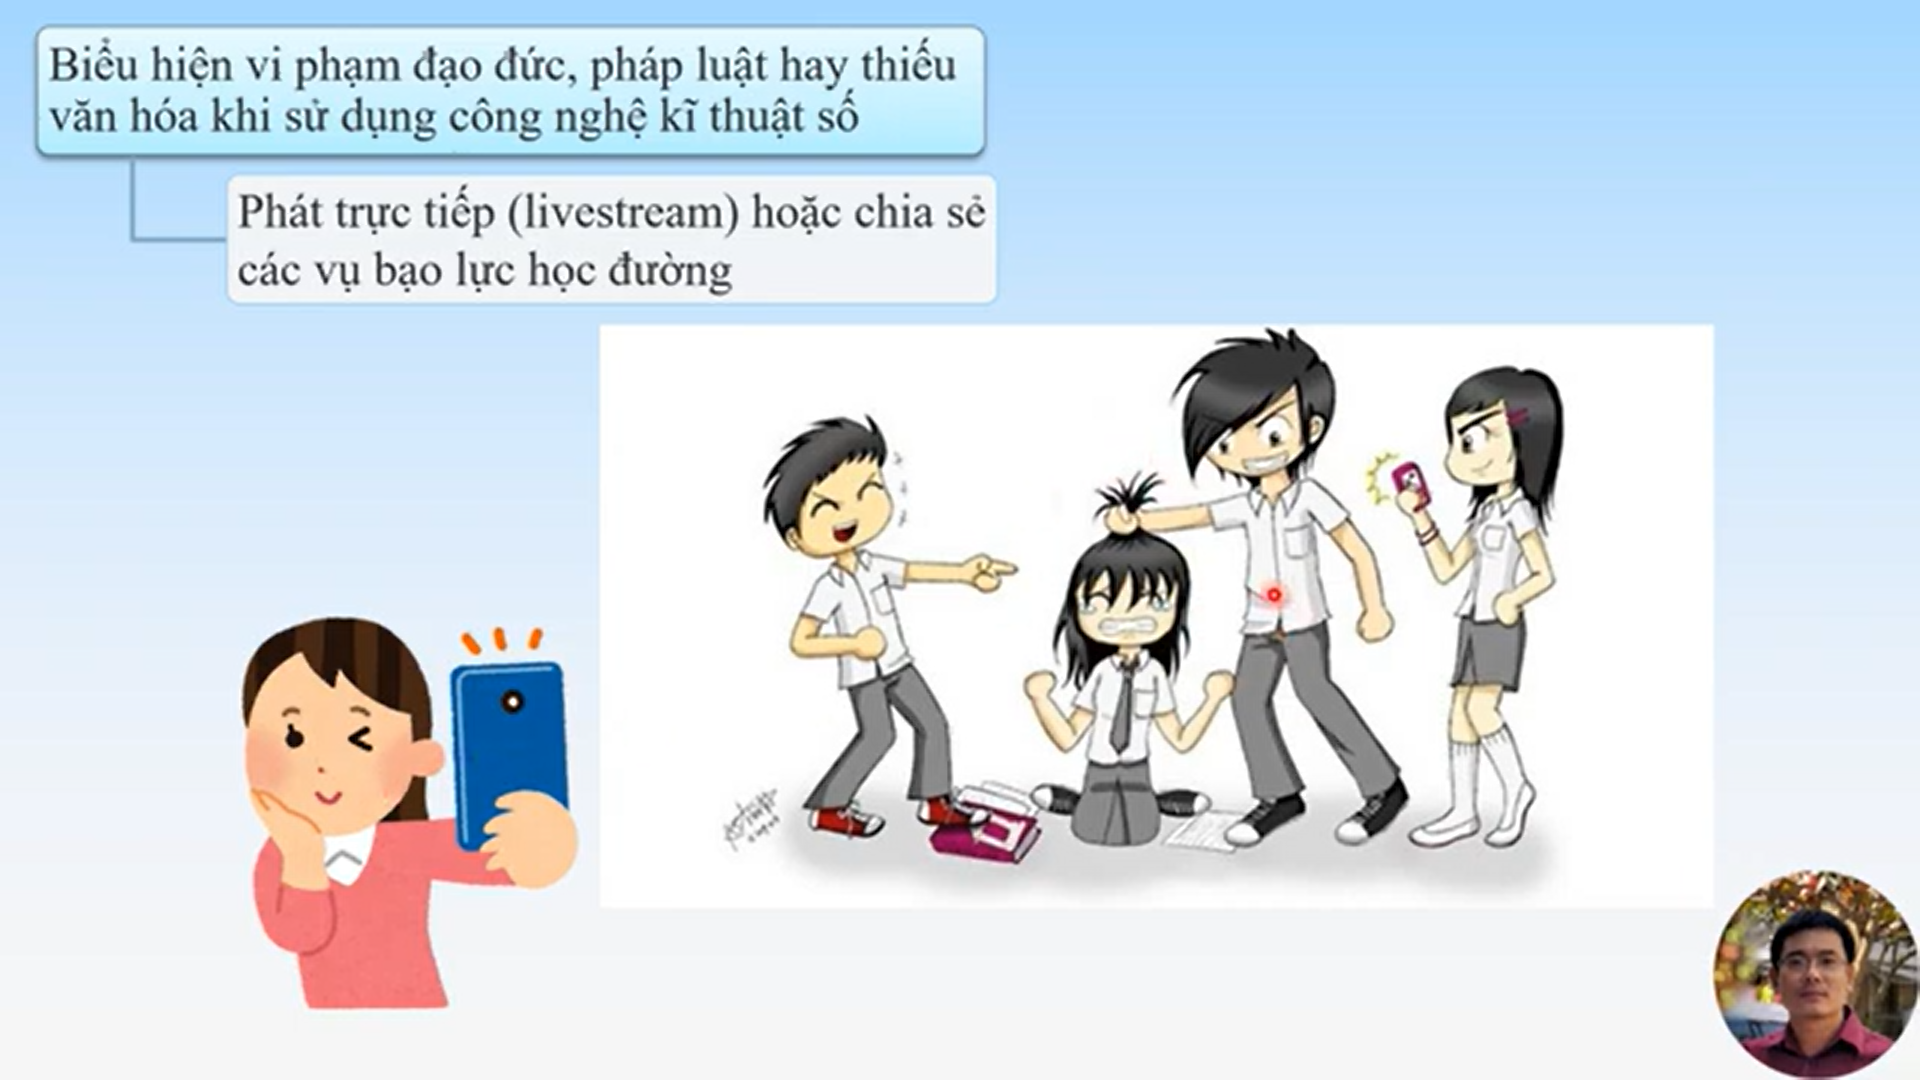 Biểu hiện vi phạm đạo đức, pháp luật hay thiếu
văn hóa khi sử dụng công nghệ kĩ thuật số
Phát trực tiếp (livestream) hoặc chia sẻ
các vụ bạo lực học đường